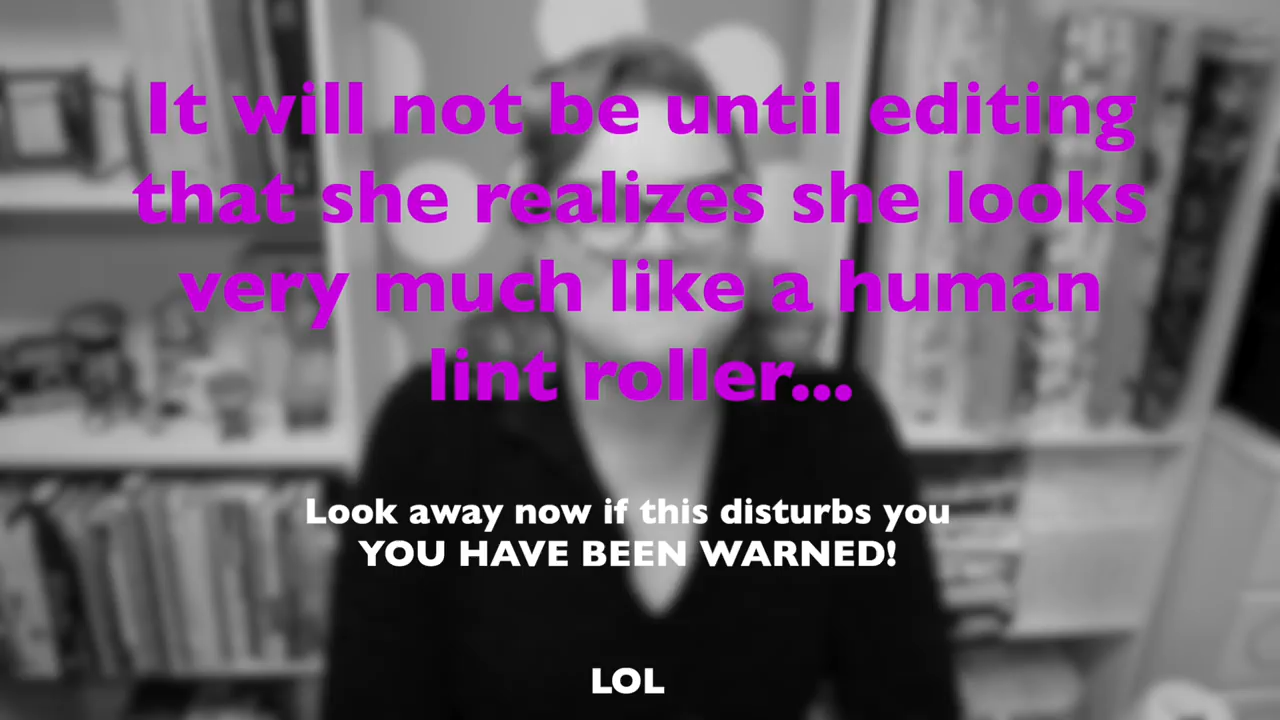 It will not be until editing
that she realizes she looks
very much like a human
lint roller...
Look away now if this disturbs you
YOU HAVE BEEN WARNED!
LOL